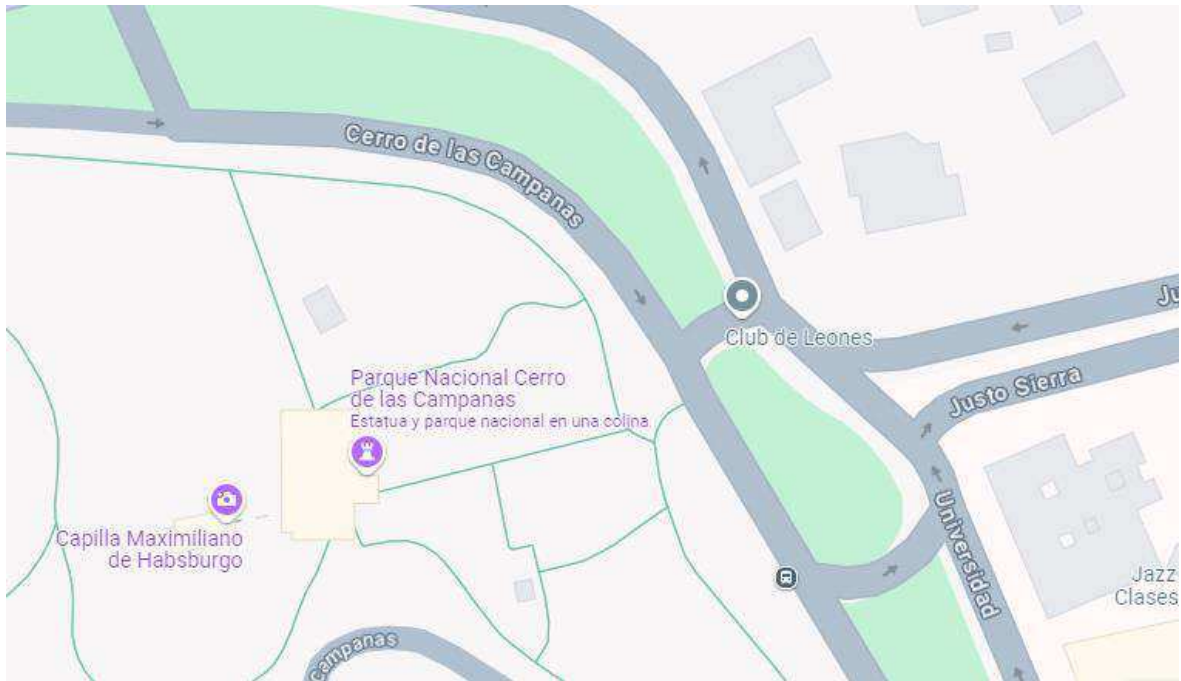 Cerro de las Campanas
Club de Leones
Ju
Justo Sierra
Parque Nacional Cerro
de las Campanas
Estatua y parque nacional en una colina
Capilla Maximiliano
de Habsburgo
Universidad
Jazz
Clases
Campanas